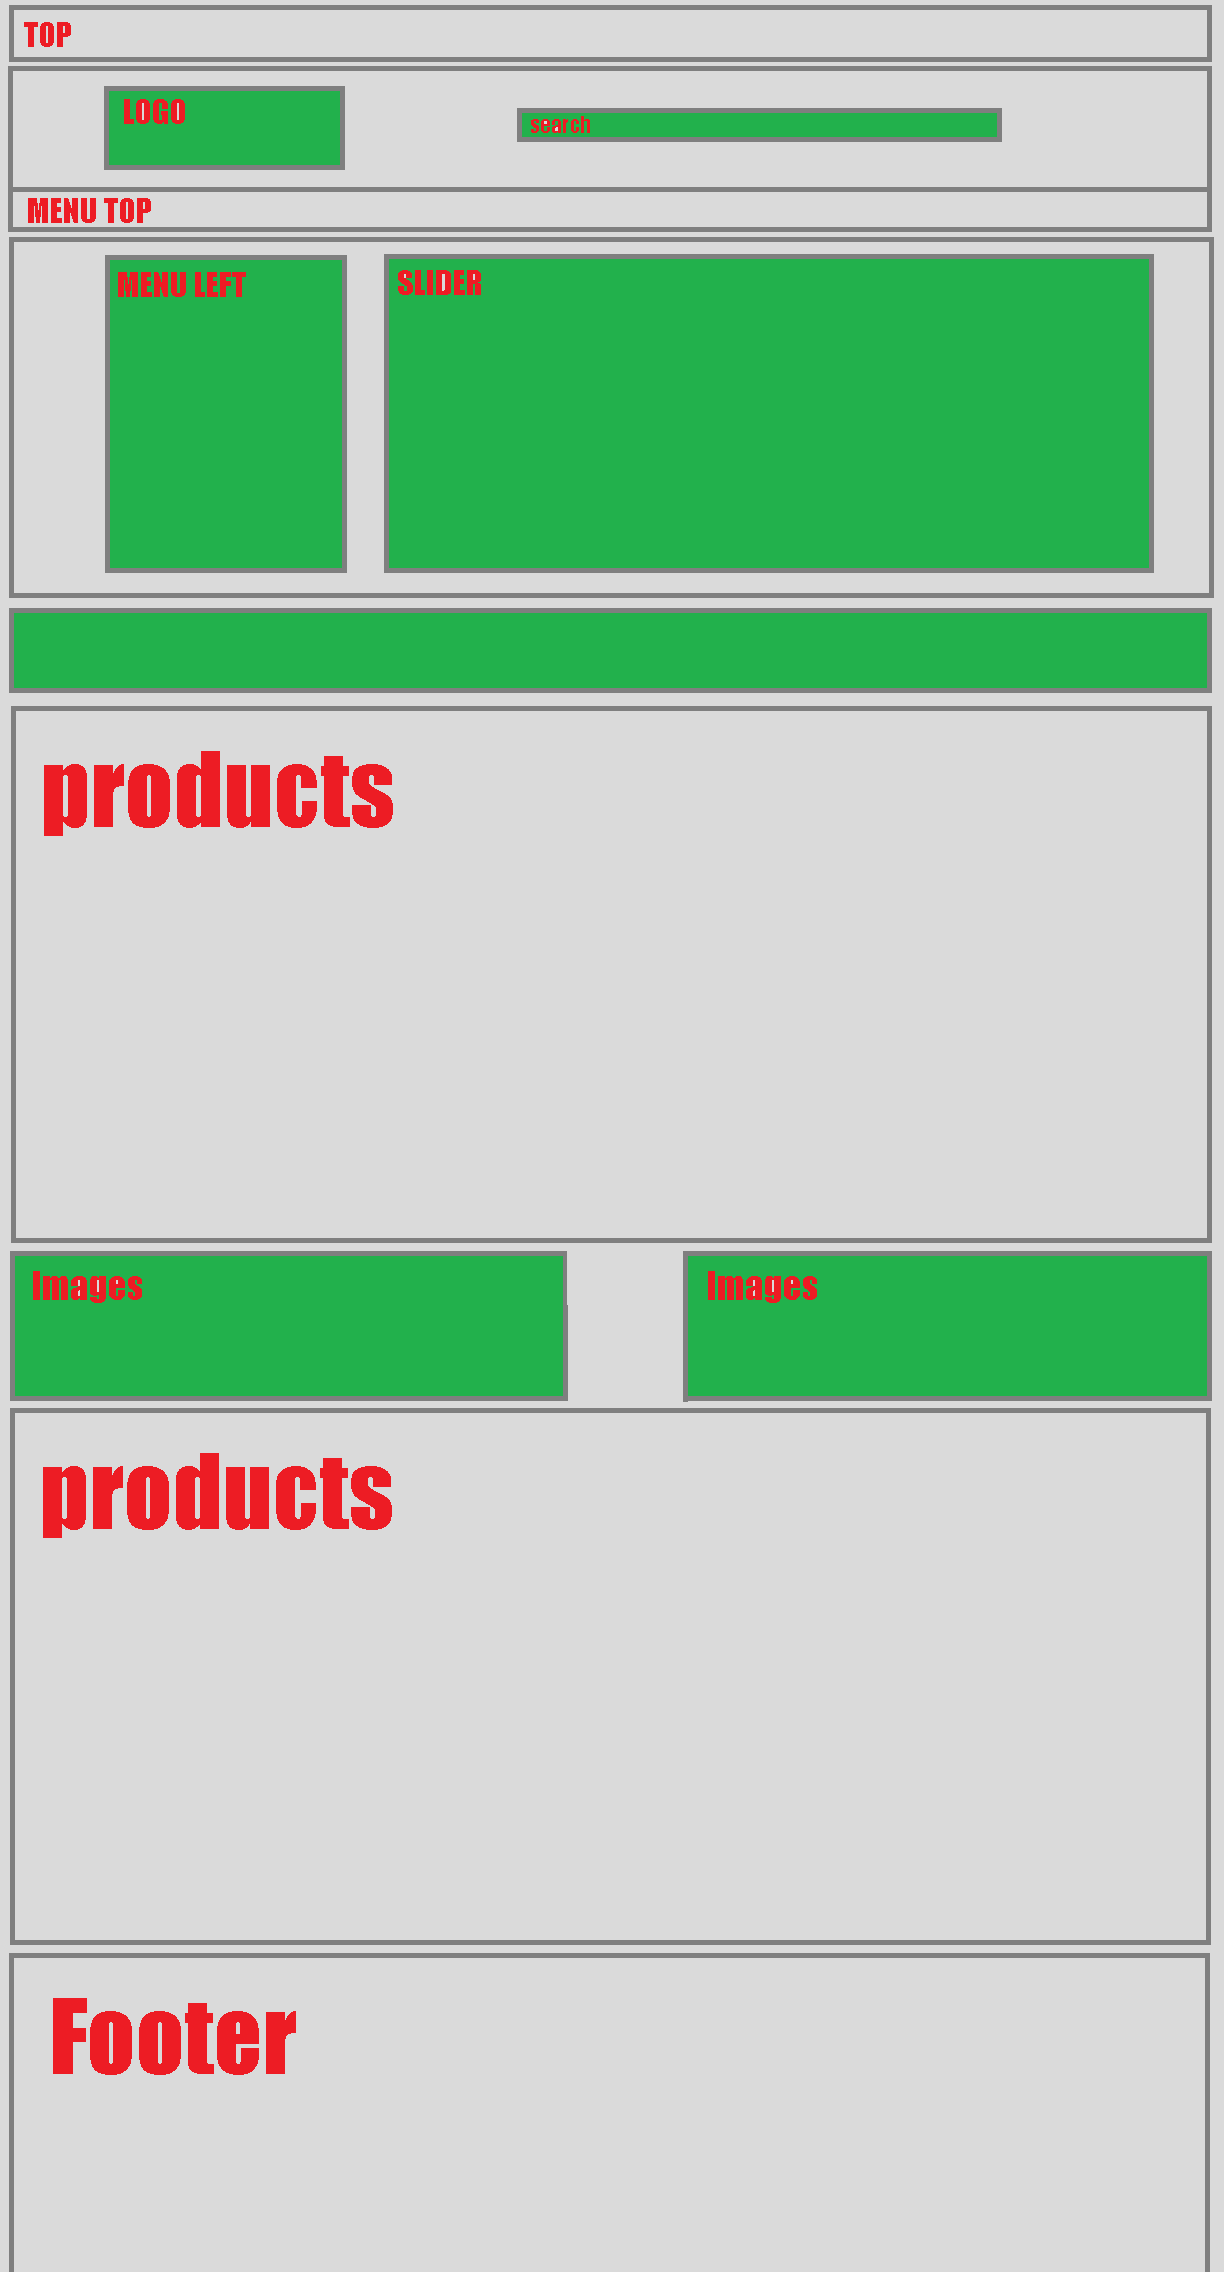 TOP
LOGO
search
MENU TOP
MENU LEFT
SLIDER
products
Images
Images
products
Footer